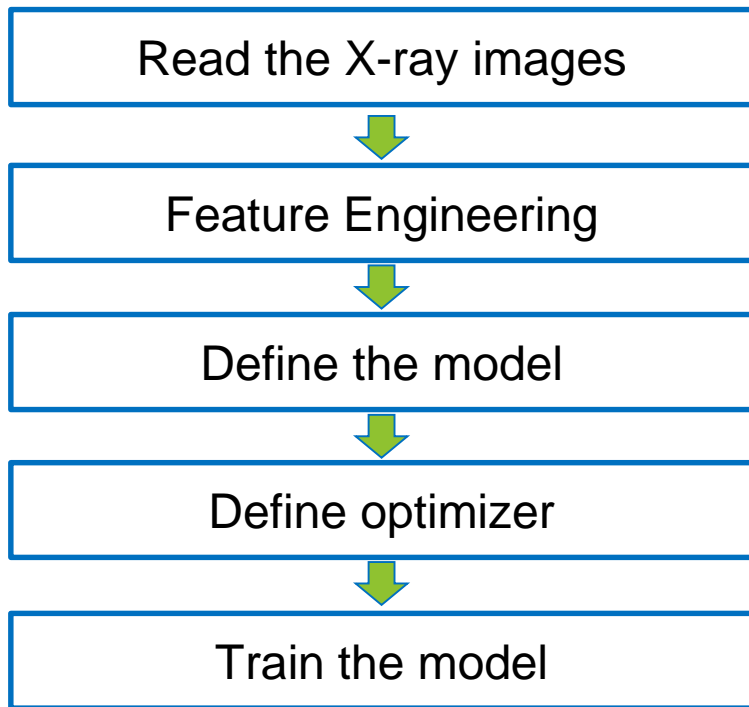 Read the X-ray images
Feature Engineering
Define the model
Define optimizer
Train the model